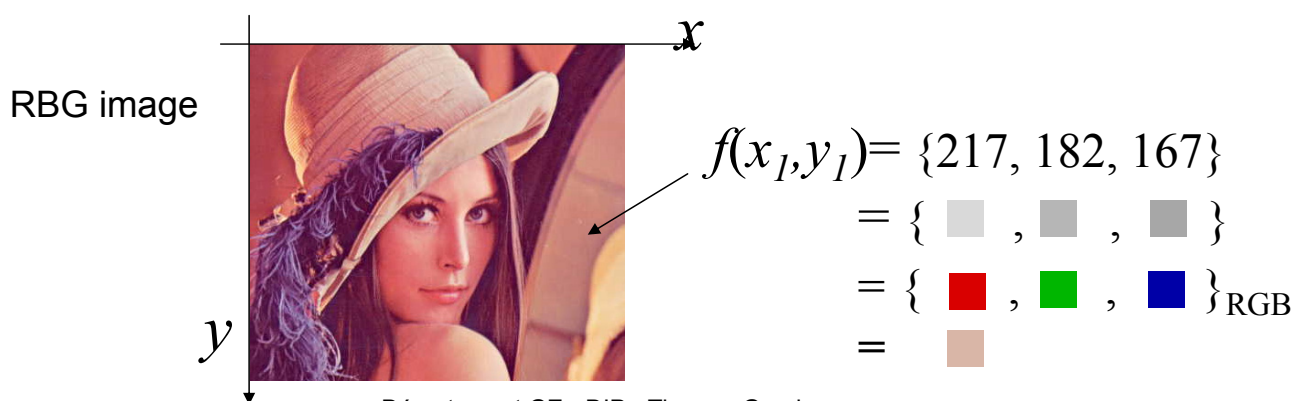 x
RBG image
f(x₁,y₁)= {217, 182, 167}
= { , , }
= { , , }RGB
y
=